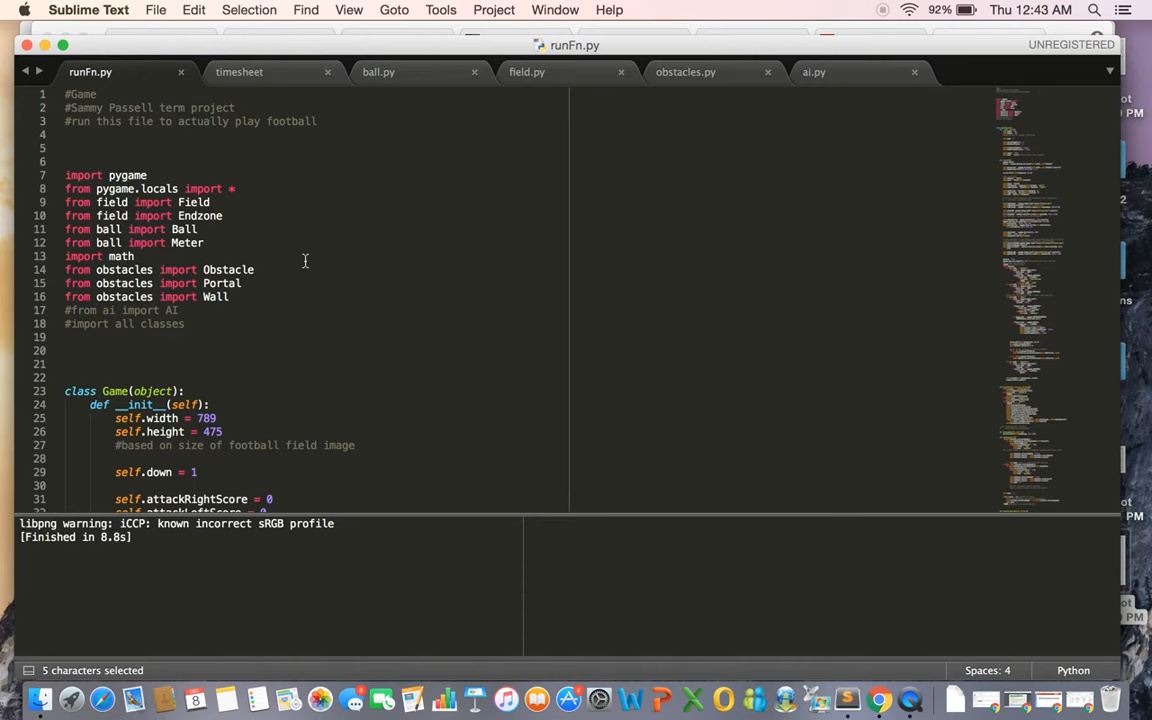 Sublime Text File Edit Selection Find View Goto Tools Project Window Help 92% Thu 12:43 AM
runFn.py
UNREGISTERED
runFn.py × timesheet × ball.py × field.py × obstacles.py × ai.py ×
1 #Game
2 #Sammy Passell term project
3 #run this file to actually play football
4
5
6
7 import pygame
8 from pygame.locals import *
9 from field import Field
10 from field import Endzone
11 from ball import Ball
12 from ball import Meter
13 import math
14 from obstacles import Obstacle
15 from obstacles import Portal
16 from obstacles import Wall
17 #from ai import AI
18 #import all classes
19
20
21
22
23 class Game(object):
24 def __init__(self):
25 self.width = 789
26 self.height = 475
27 #based on size of football field image
28
29 self.down = 1
30
31 self.attackRightScore = 0
32 self.attackLeftScore = 0
libpng warning: iCCP: known incorrect sRGB profile
[Finished in 8.8s]
5 characters selected
Spaces: 4 Python